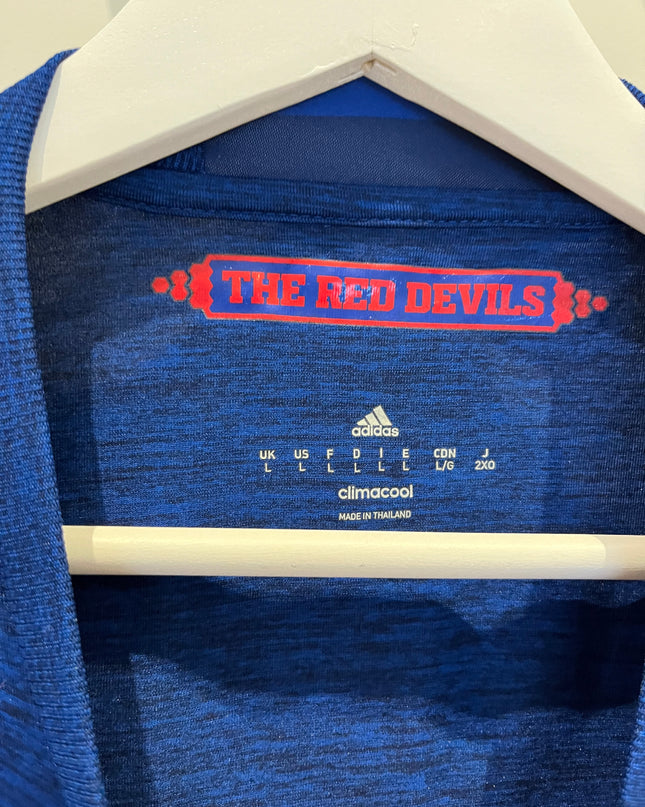 THE RED DEVILS
adidas
UK US F D I E CDN J
L L L L L L L/G 2XO
climacool
MADE IN THAILAND